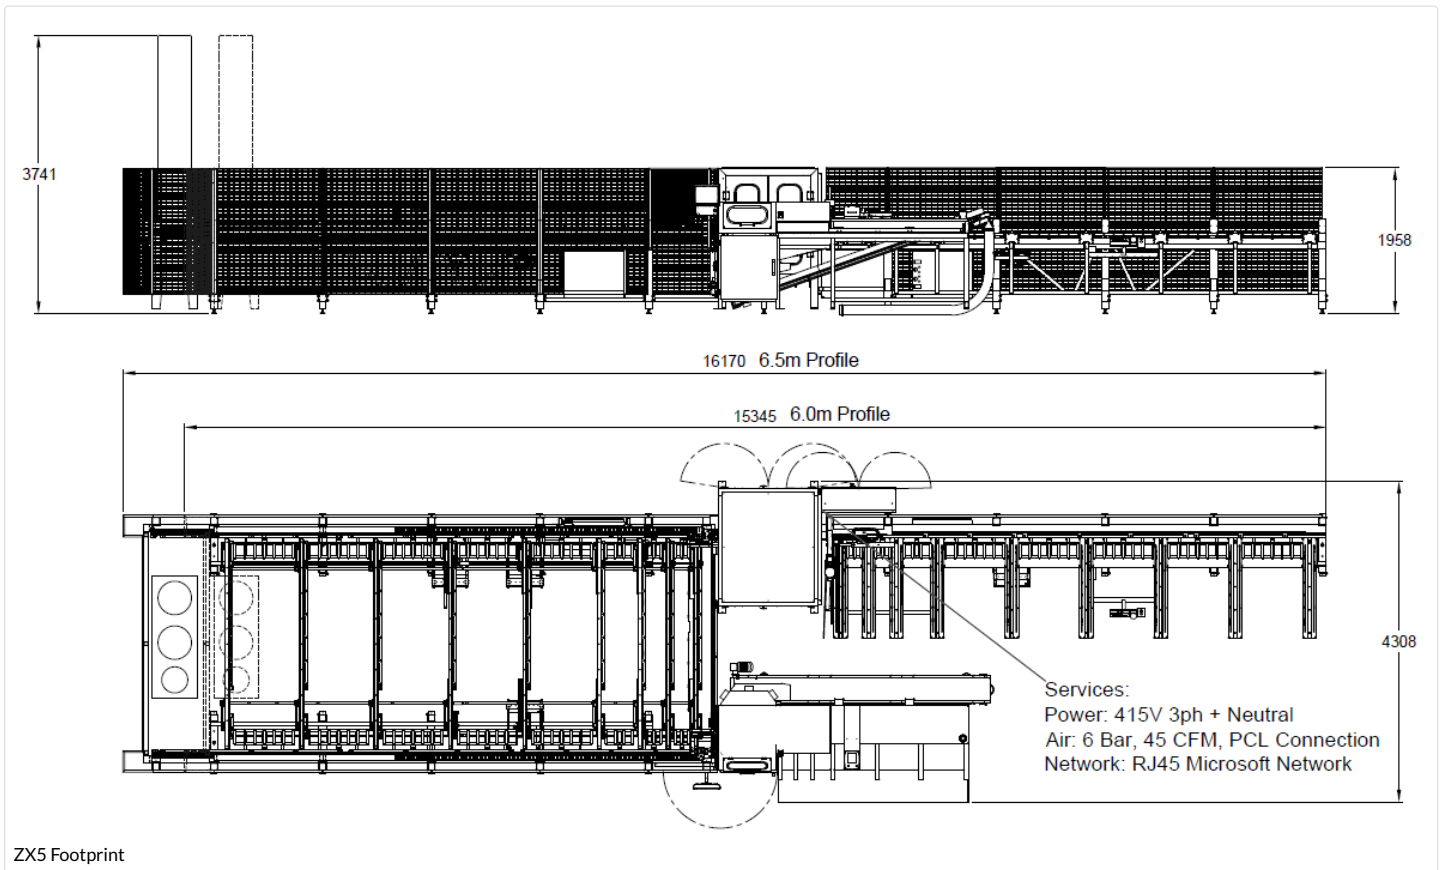 3741
1958
16170 6.5m Profile
15345 6.0m Profile
4308
Services:
Power: 415V 3ph + Neutral
Air: 6 Bar, 45 CFM, PCL Connection
Network: RJ45 Microsoft Network
ZX5 Footprint